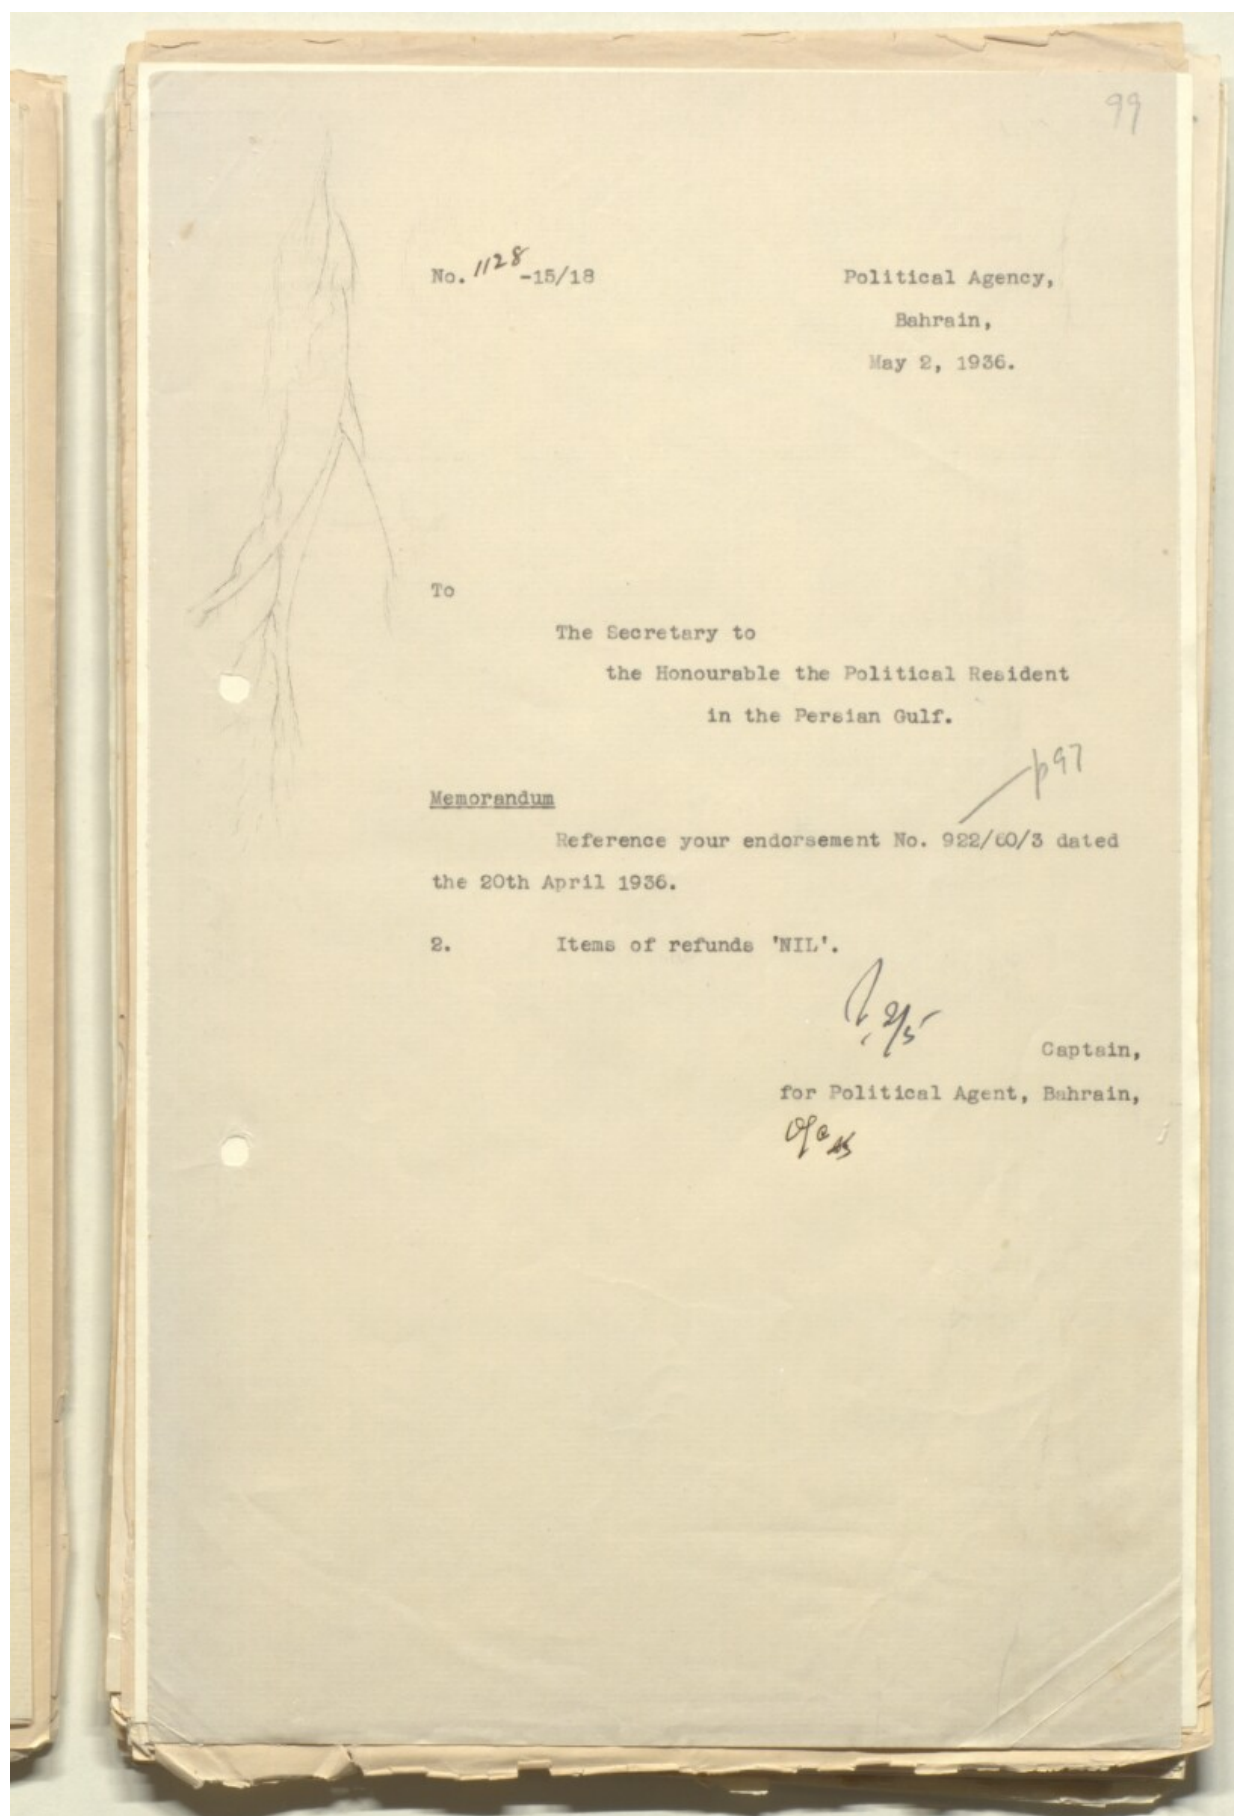 99
No. 1128 -15/18
Political Agency,
Bahrain,
May 2, 1936.
To
The Secretary to
the Honourable the Political Resident
in the Persian Gulf.
p97
Memorandum
Reference your endorsement No. 922/60/3 dated
the 20th April 1936.
2. Items of refunds 'NIL'.
2/5
Captain,
for Political Agent, Bahrain,